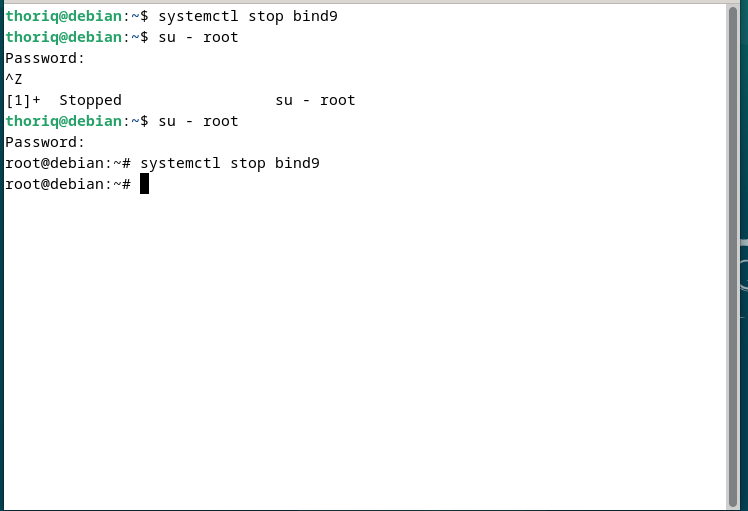 thoriq@debian:~$ systemctl stop bind9
thoriq@debian:~$ su - root
Password:
^Z
[1]+  Stopped                 su - root
thoriq@debian:~$ su - root
Password:
root@debian:~# systemctl stop bind9
root@debian:~#